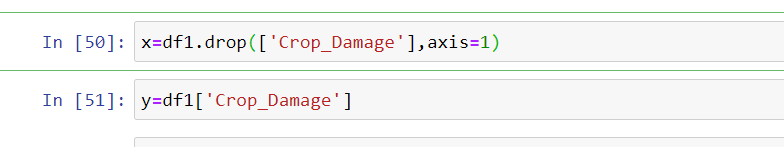 In [50]: x=df1.drop(['Crop_Damage'],axis=1)
In [51]: y=df1['Crop_Damage']